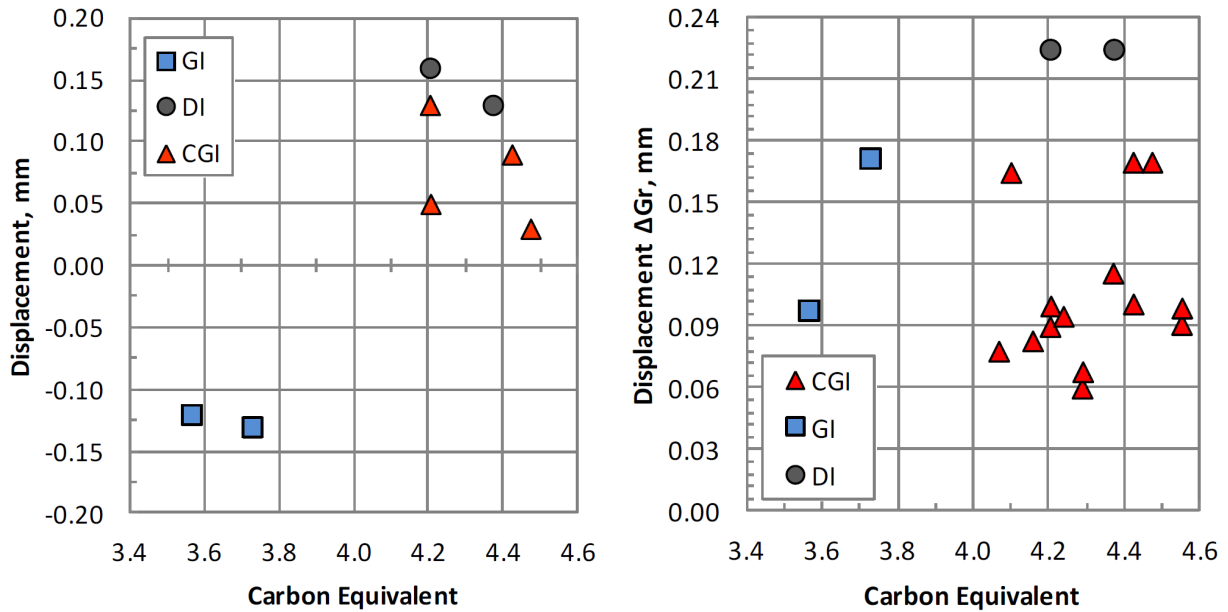 0.20
0.15
0.10
0.05
0.00
-0.05
-0.10
-0.15
-0.20
Displacement, mm
GI
DI
CGI
3.4 3.6 3.8 4.0 4.2 4.4 4.6
Carbon Equivalent
0.24
0.21
0.18
0.15
0.12
0.09
0.06
0.03
0.00
Displacement ΔGr, mm
CGI
GI
DI
3.4 3.6 3.8 4.0 4.2 4.4 4.6
Carbon Equivalent